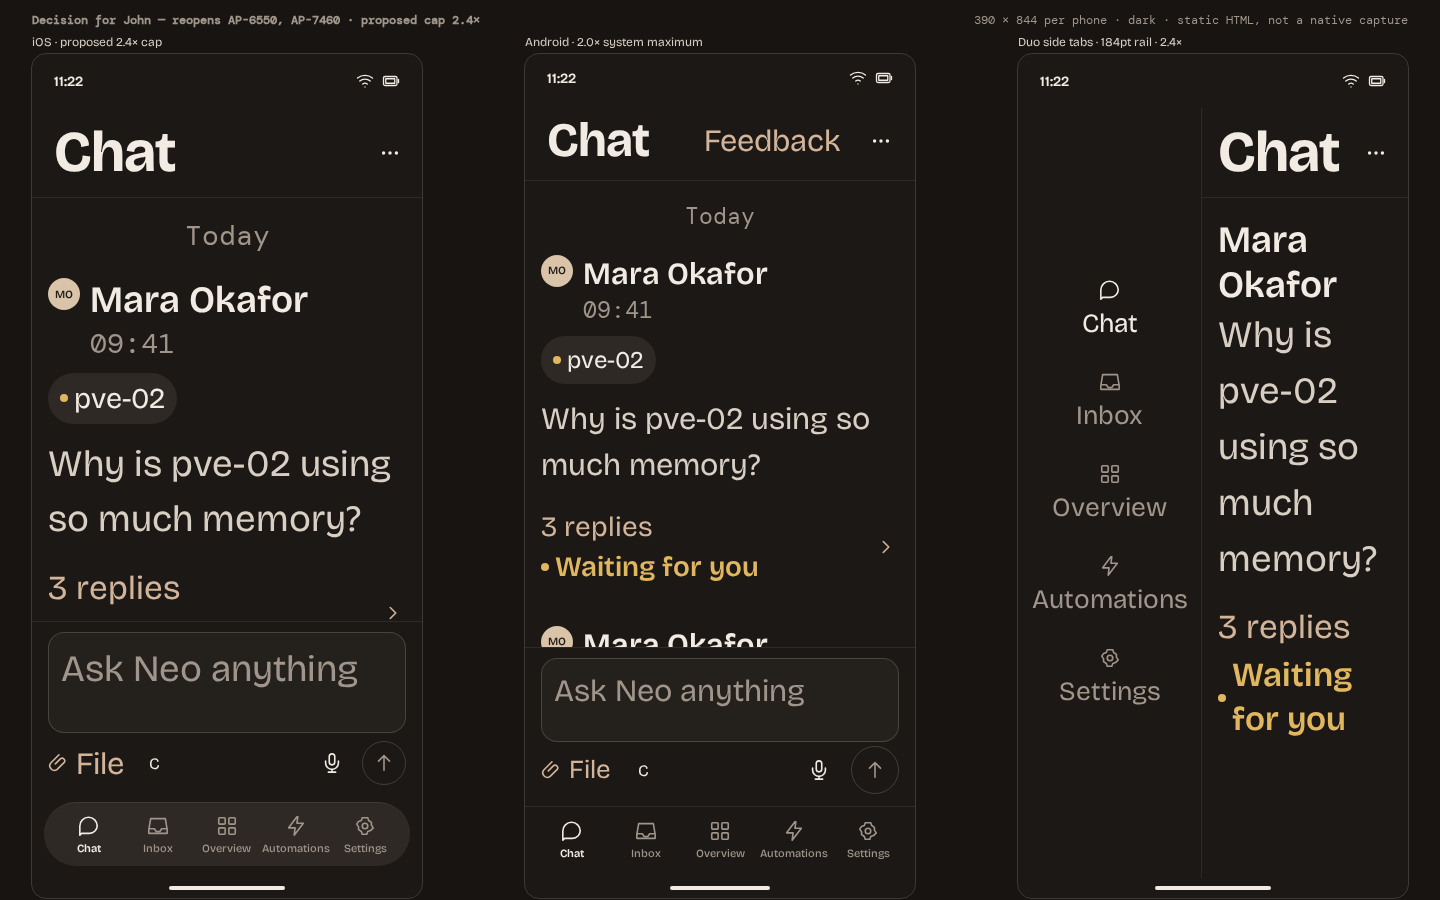 Decision for John — reopens AP-6550, AP-7460 · proposed cap 2.4×
390 × 844 per phone · dark · static HTML, not a native capture
iOS · proposed 2.4× cap
11:22
Chat
Today
MO
Mara Okafor
09:41
pve-02
Why is pve-02 using
so much memory?
3 replies
Ask Neo anything
File
C
Chat
Inbox
Overview
Automations
Settings
Android · 2.0× system maximum
11:22
Chat
Feedback
Today
MO
Mara Okafor
09:41
pve-02
Why is pve-02 using so
much memory?
3 replies
Waiting for you
MO
Mara Okafor
Ask Neo anything
File
C
Chat
Inbox
Overview
Automations
Settings
Duo side tabs · 184pt rail · 2.4×
11:22
Chat
Inbox
Overview
Automations
Settings
Chat
Mara
Okafor
Why is
pve-02
using so
much
memory?
3 replies
Waiting
for you